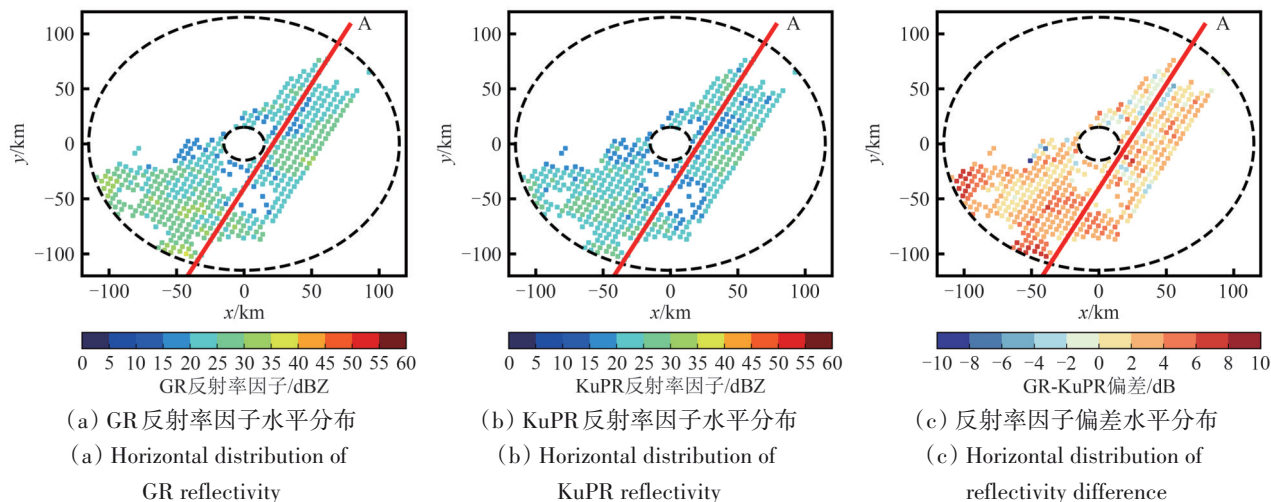 A
100
50
0
−50
−100
y/km
−100 −50 0 50 100
x/km
0 5 10 15 20 25 30 35 40 45 50 55 60
GR反射率因子/dBZ
(a) GR反射率因子水平分布
(a) Horizontal distribution of
GR reflectivity
A
100
50
0
−50
−100
y/km
−100 −50 0 50 100
x/km
0 5 10 15 20 25 30 35 40 45 50 55 60
KuPR反射率因子/dBZ
(b) KuPR反射率因子水平分布
(b) Horizontal distribution of
KuPR reflectivity
A
100
50
0
−50
−100
y/km
−100 −50 0 50 100
x/km
−10 −8 −6 −4 −2 0 2 4 6 8 10
GR-KuPR偏差/dB
(c) 反射率因子偏差水平分布
(c) Horizontal distribution of
reflectivity difference